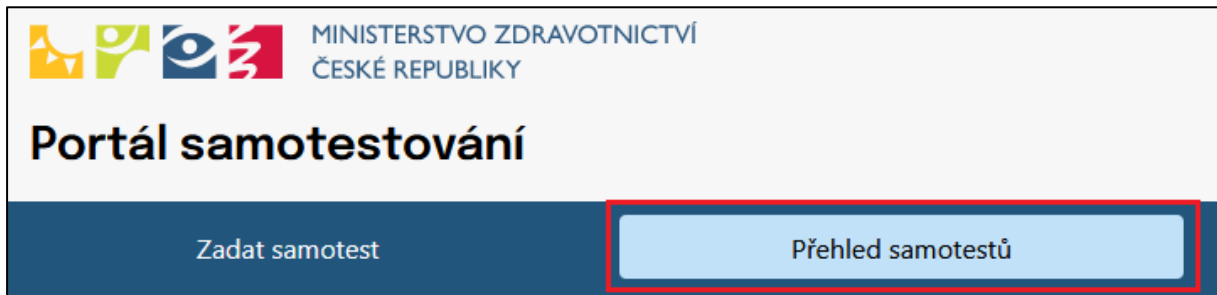 MINISTERSTVO ZDRAVOTNICTVÍ
ČESKÉ REPUBLIKY
Portál samotestování
Zadat samotest
Přehled samotestů